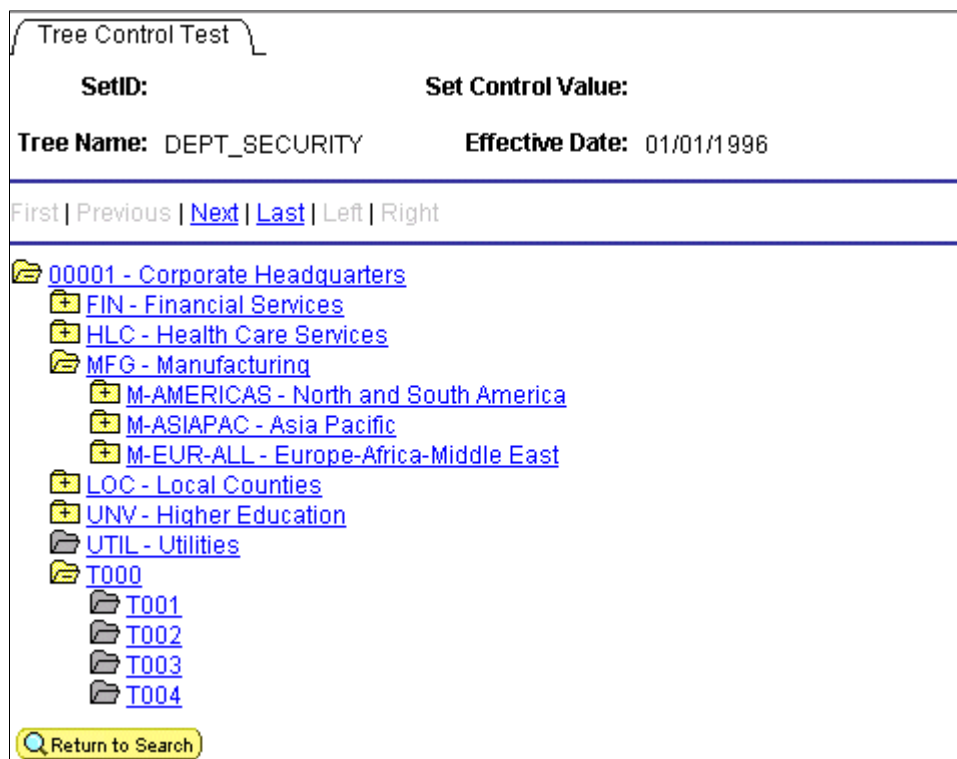 Tree Control Test
SetID: Set Control Value:
Tree Name: DEPT_SECURITY Effective Date: 01/01/1996
First | Previous | Next | Last | Left | Right
00001 - Corporate Headquarters
FIN - Financial Services
HLC - Health Care Services
MFG - Manufacturing
M-AMERICAS - North and South America
M-ASIAPAC - Asia Pacific
M-EUR-ALL - Europe-Africa-Middle East
LOC - Local Counties
UNV - Higher Education
UTIL - Utilities
T000
T001
T002
T003
T004
Return to Search